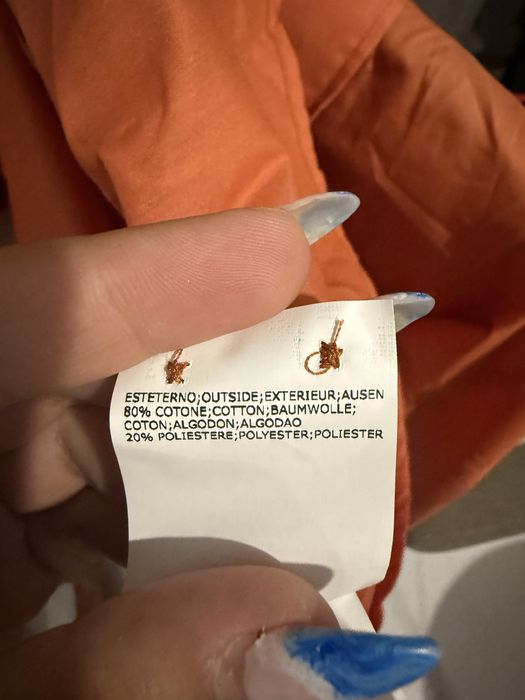 ESTETERNO;OUTSIDE;EXTERIEUR;AUSEN
80% COTONE;COTTON;BAUMWOLLE;
COTON;ALGODON;ALGODAO
20% POLIESTERE;POLYESTER;POLIESTER